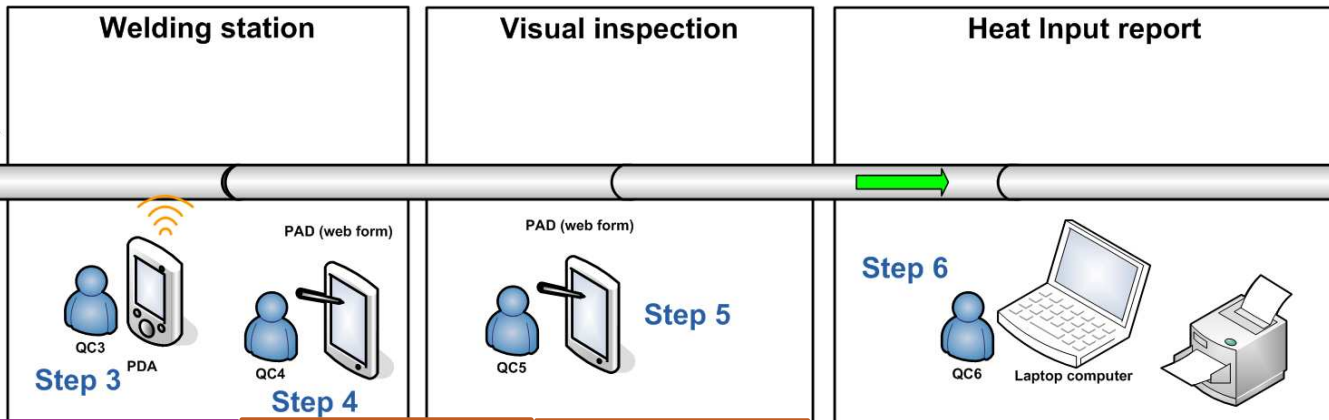 Welding station
Visual inspection
Heat Input report
PAD (web form)
QC3
PDA
Step 3
QC4
Step 4
PAD (web form)
QC5
Step 5
Step 6
QC6
Laptop computer